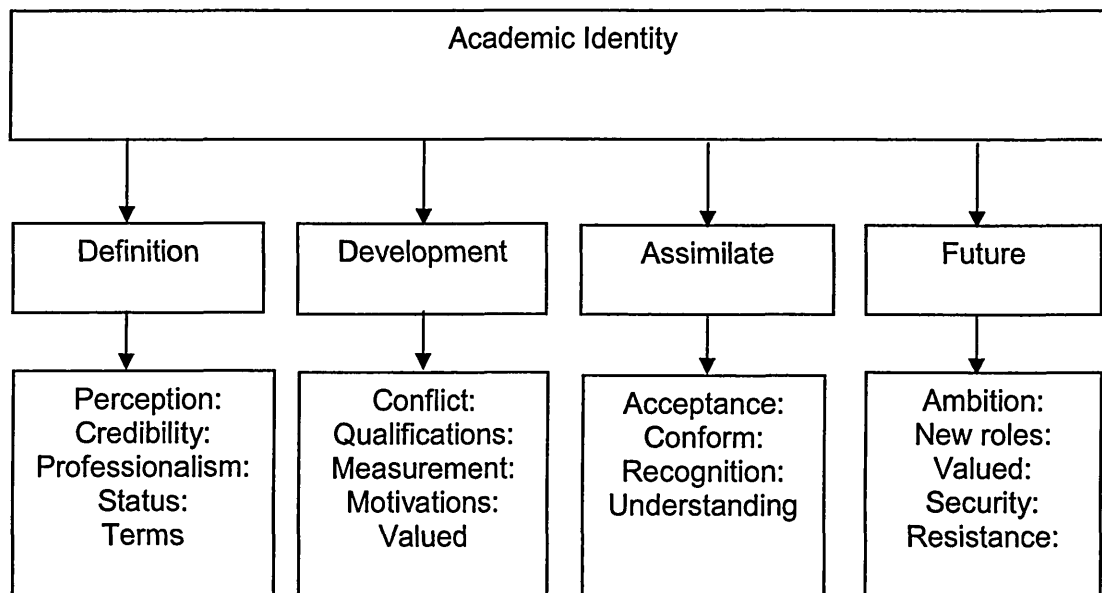 Academic Identity
Definition
Development
Assimilate
Future
Perception:
Credibility:
Professionalism:
Status:
Terms
Conflict:
Qualifications:
Measurement:
Motivations:
Valued
Acceptance:
Conform:
Recognition:
Understanding
Ambition:
New roles:
Valued:
Security:
Resistance: